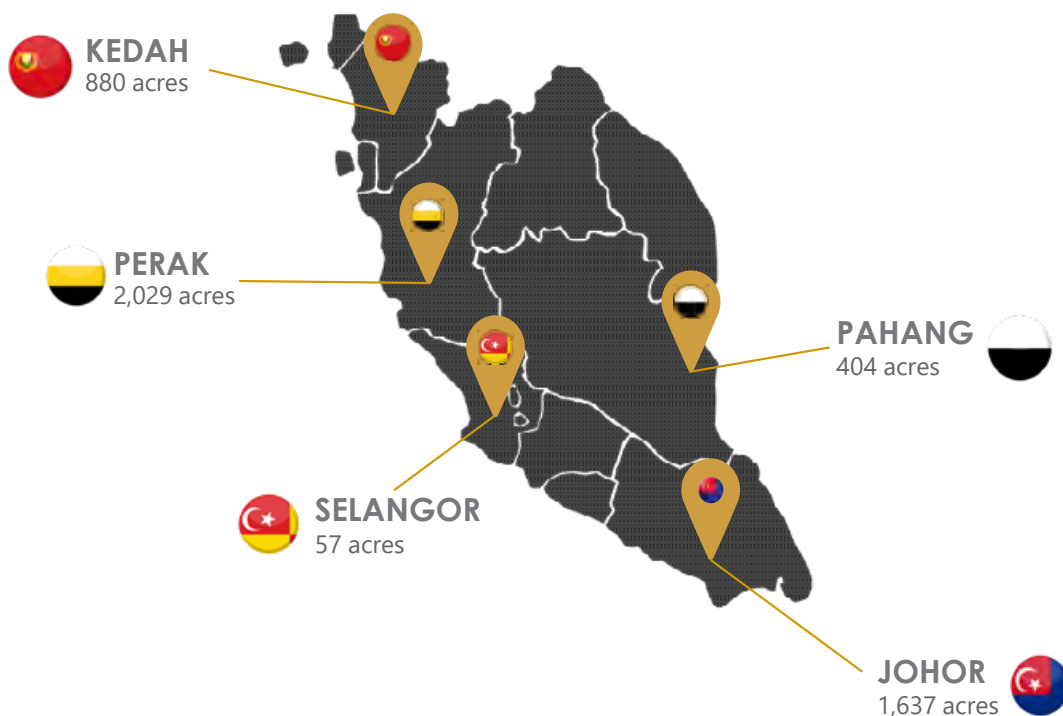 KEDAH
880 acres
PERAK
2,029 acres
PAHANG
404 acres
SELANGOR
57 acres
JOHOR
1,637 acres